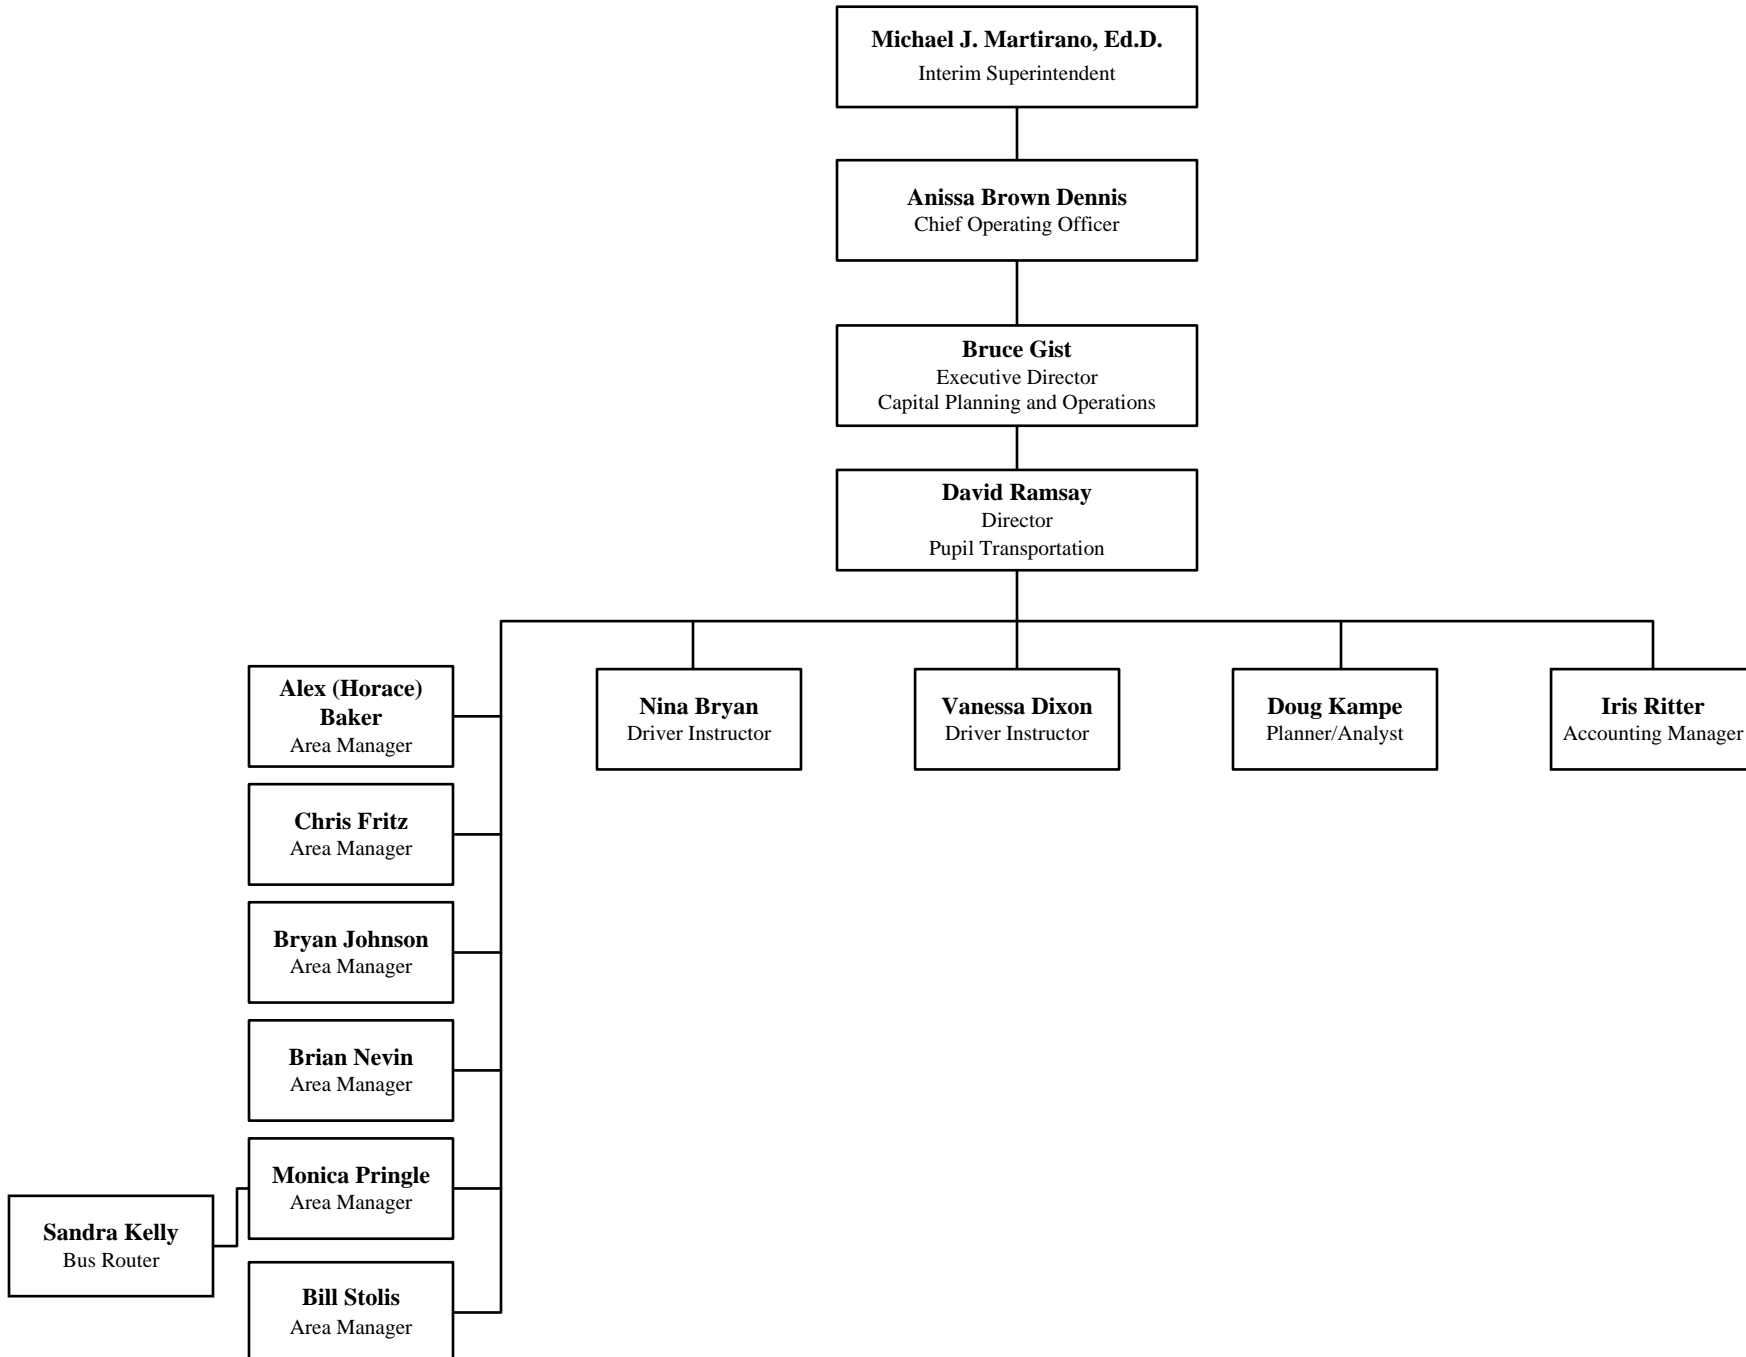 Michael J. Martirano, Ed.D.
Interim Superintendent
Anissa Brown Dennis
Chief Operating Officer
Bruce Gist
Executive Director
Capital Planning and Operations
David Ramsay
Director
Pupil Transportation
Alex (Horace)
Baker
Area Manager
Nina Bryan
Driver Instructor
Vanessa Dixon
Driver Instructor
Doug Kampe
Planner/Analyst
Iris Ritter
Accounting Manager
Chris Fritz
Area Manager
Bryan Johnson
Area Manager
Brian Nevin
Area Manager
Monica Pringle
Area Manager
Sandra Kelly
Bus Router
Bill Stolis
Area Manager